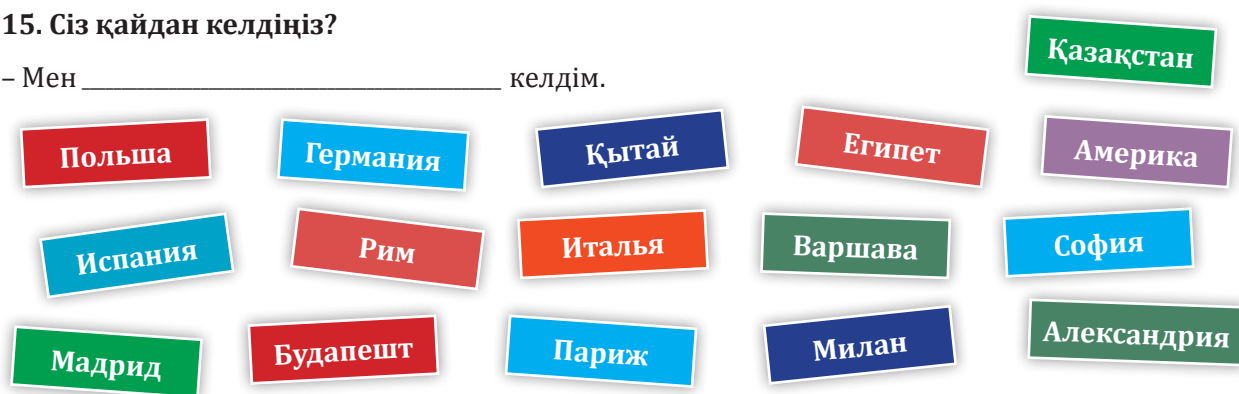 15. Сіз қайдан келдіңіз?
– Мен ______________________________________ келдім.
Қазақстан
Польша
Германия
Қытай
Египет
Америка
Испания
Рим
Италья
Варшава
София
Мадрид
Будапешт
Париж
Милан
Александрия